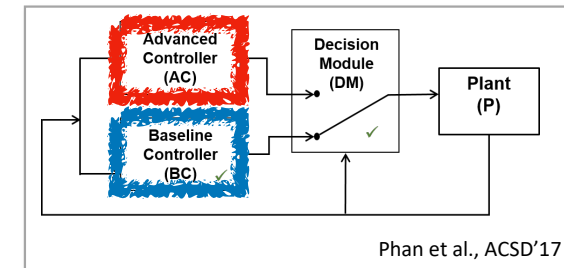 Advanced
Controller
(AC)
Decision
Module
(DM)
Plant
(P)
Baseline
Controller
(BC)
Phan et al., ACSD’17